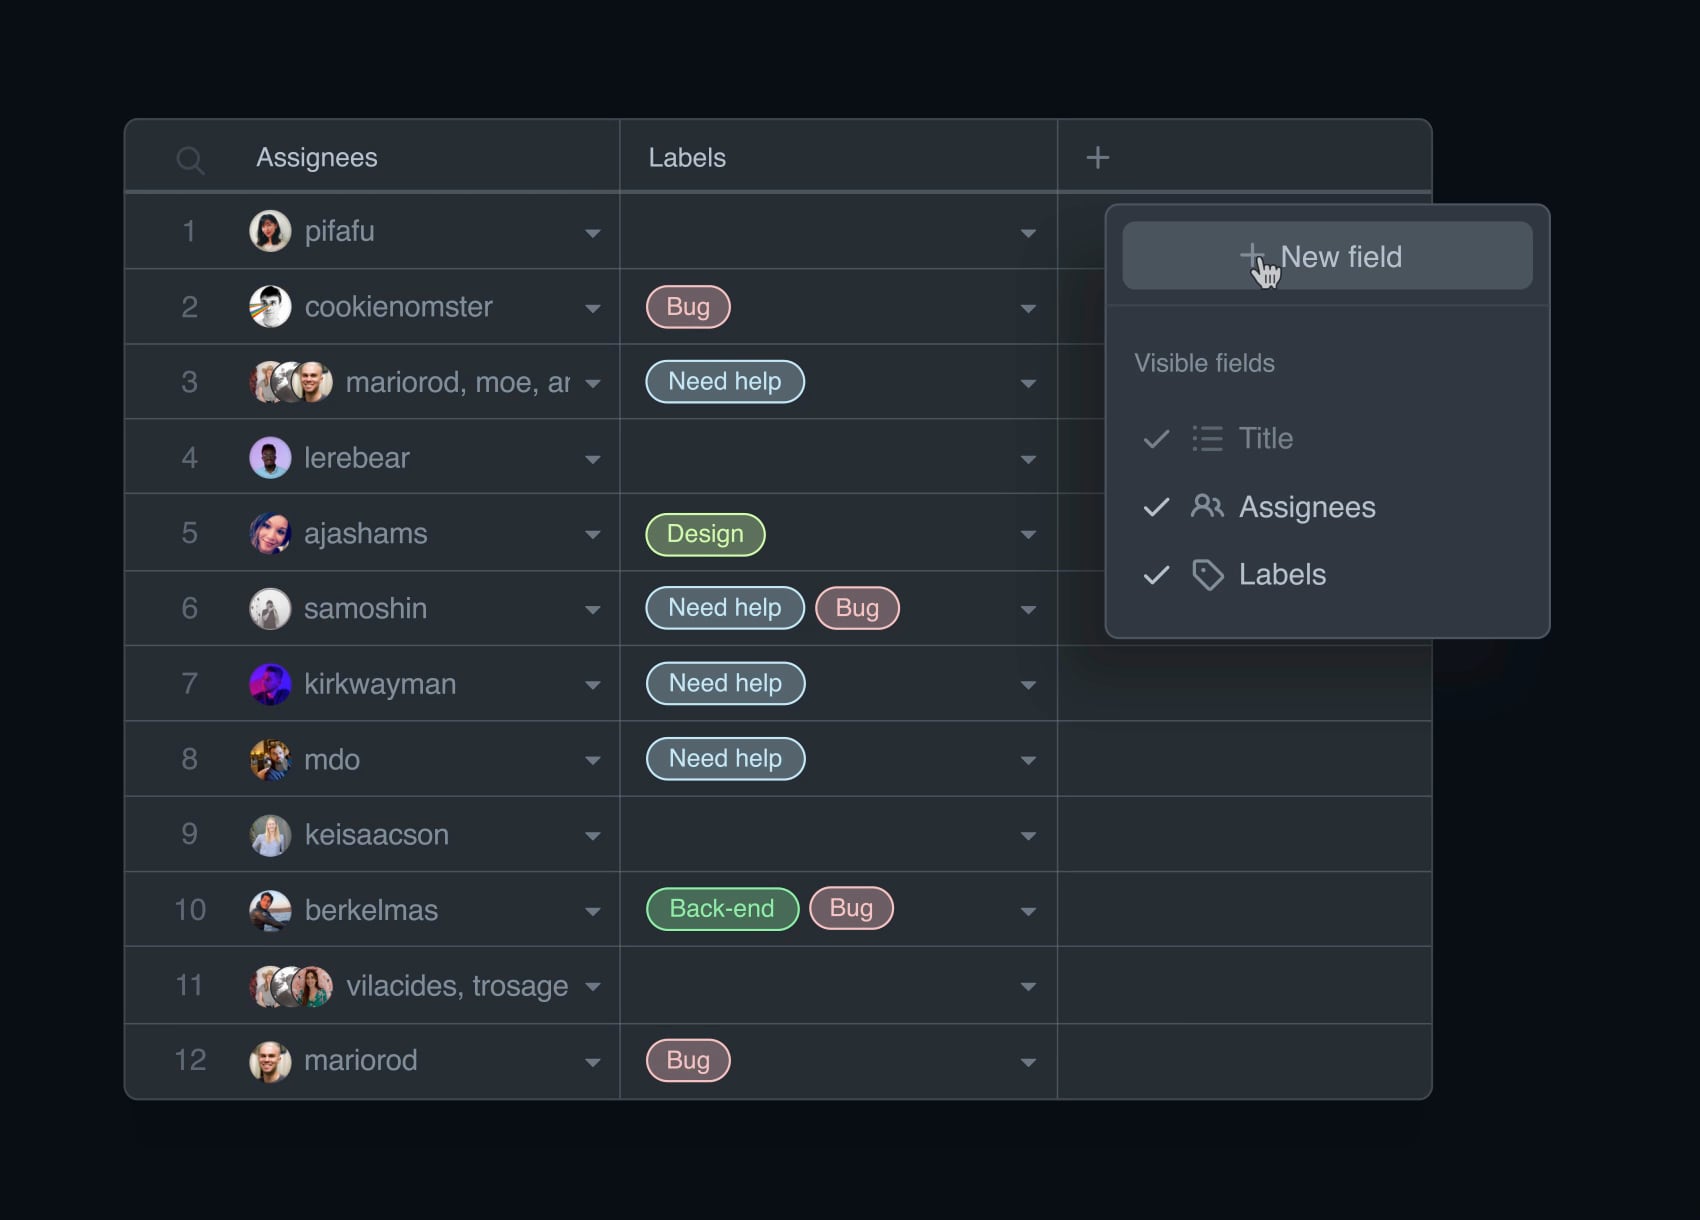 Assignees Labels
1 pifafu
New field
2 cookienomster Bug
Visible fields
3 mariorod, moe, ar Need help
Title
4 lerebear
Assignees
5 ajashams Design
Labels
6 samoshin Need help Bug
7 kirkwayman Need help
8 mdo Need help
9 keisaacson
10 berkelmas Back-end Bug
11 vilacides, trosage
12 mariorod Bug